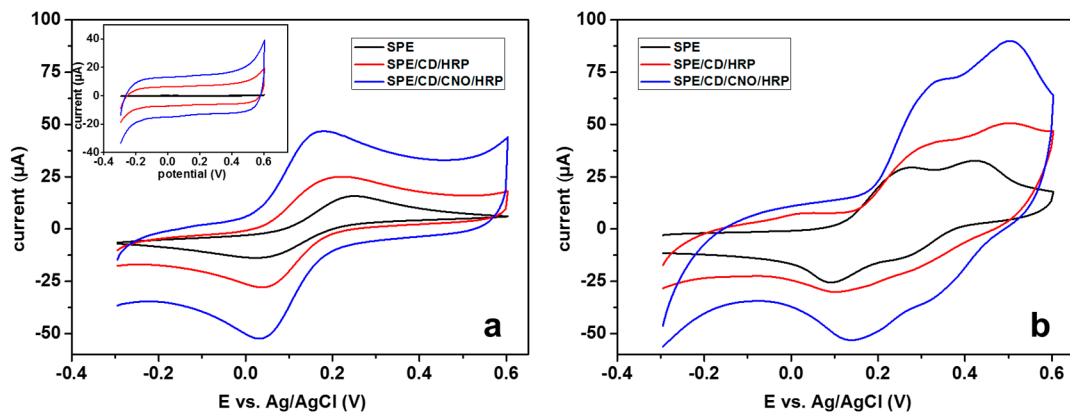 100
75
50
25
0
-25
-50
current (µA)
-0.4
-0.2
0.0
0.2
0.4
0.6
E vs. Ag/AgCl (V)
SPE
SPE/CD/HRP
SPE/CD/CNO/HRP
a
40
20
0
-20
-40
current (µA)
-0.4
-0.2
0.0
0.2
0.4
0.6
potential (V)
100
75
50
25
0
-25
-50
current (µA)
-0.4
-0.2
0.0
0.2
0.4
0.6
E vs. Ag/AgCl (V)
SPE
SPE/CD/HRP
SPE/CD/CNO/HRP
b